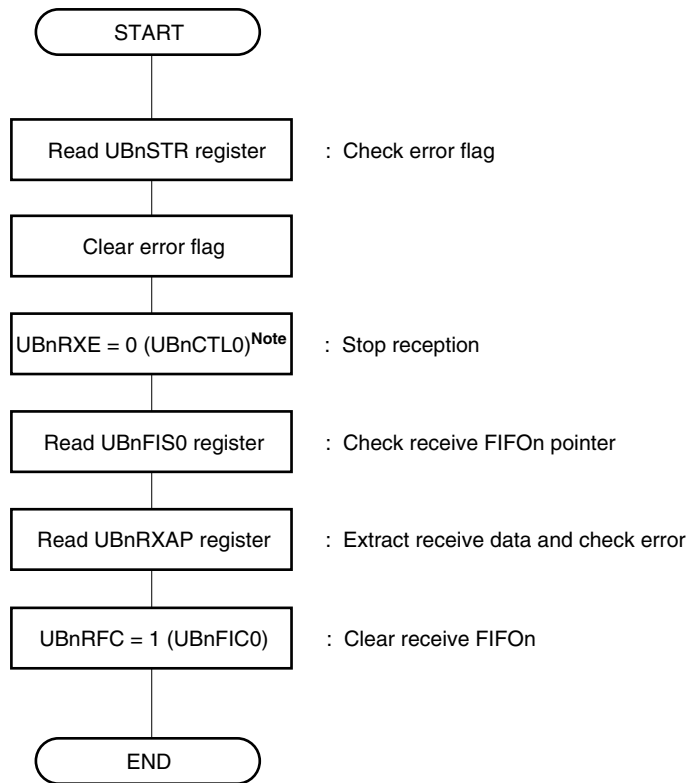 START
Read UBnSTR register : Check error flag
Clear error flag
UBnRXE = 0 (UBnCTL0)Note : Stop reception
Read UBnFIS0 register : Check receive FIFOn pointer
Read UBnRXAP register : Extract receive data and check error
UBnRFC = 1 (UBnFIC0) : Clear receive FIFOn
END